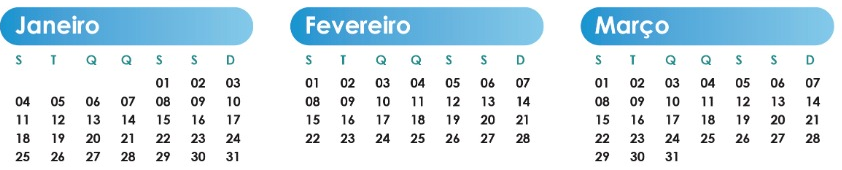 Janeiro
S T Q Q S S D
01 02 03
04 05 06 07 08 09 10
11 12 13 14 15 16 17
18 19 20 21 22 23 24
25 26 27 28 29 30 31
Fevereiro
S T Q Q S S D
01 02 03 04 05 06 07
08 09 10 11 12 13 14
15 16 17 18 19 20 21
22 23 24 25 26 27 28
Março
S T Q Q S S D
01 02 03 04 05 06 07
08 09 10 11 12 13 14
15 16 17 18 19 20 21
22 23 24 25 26 27 28
29 30 31